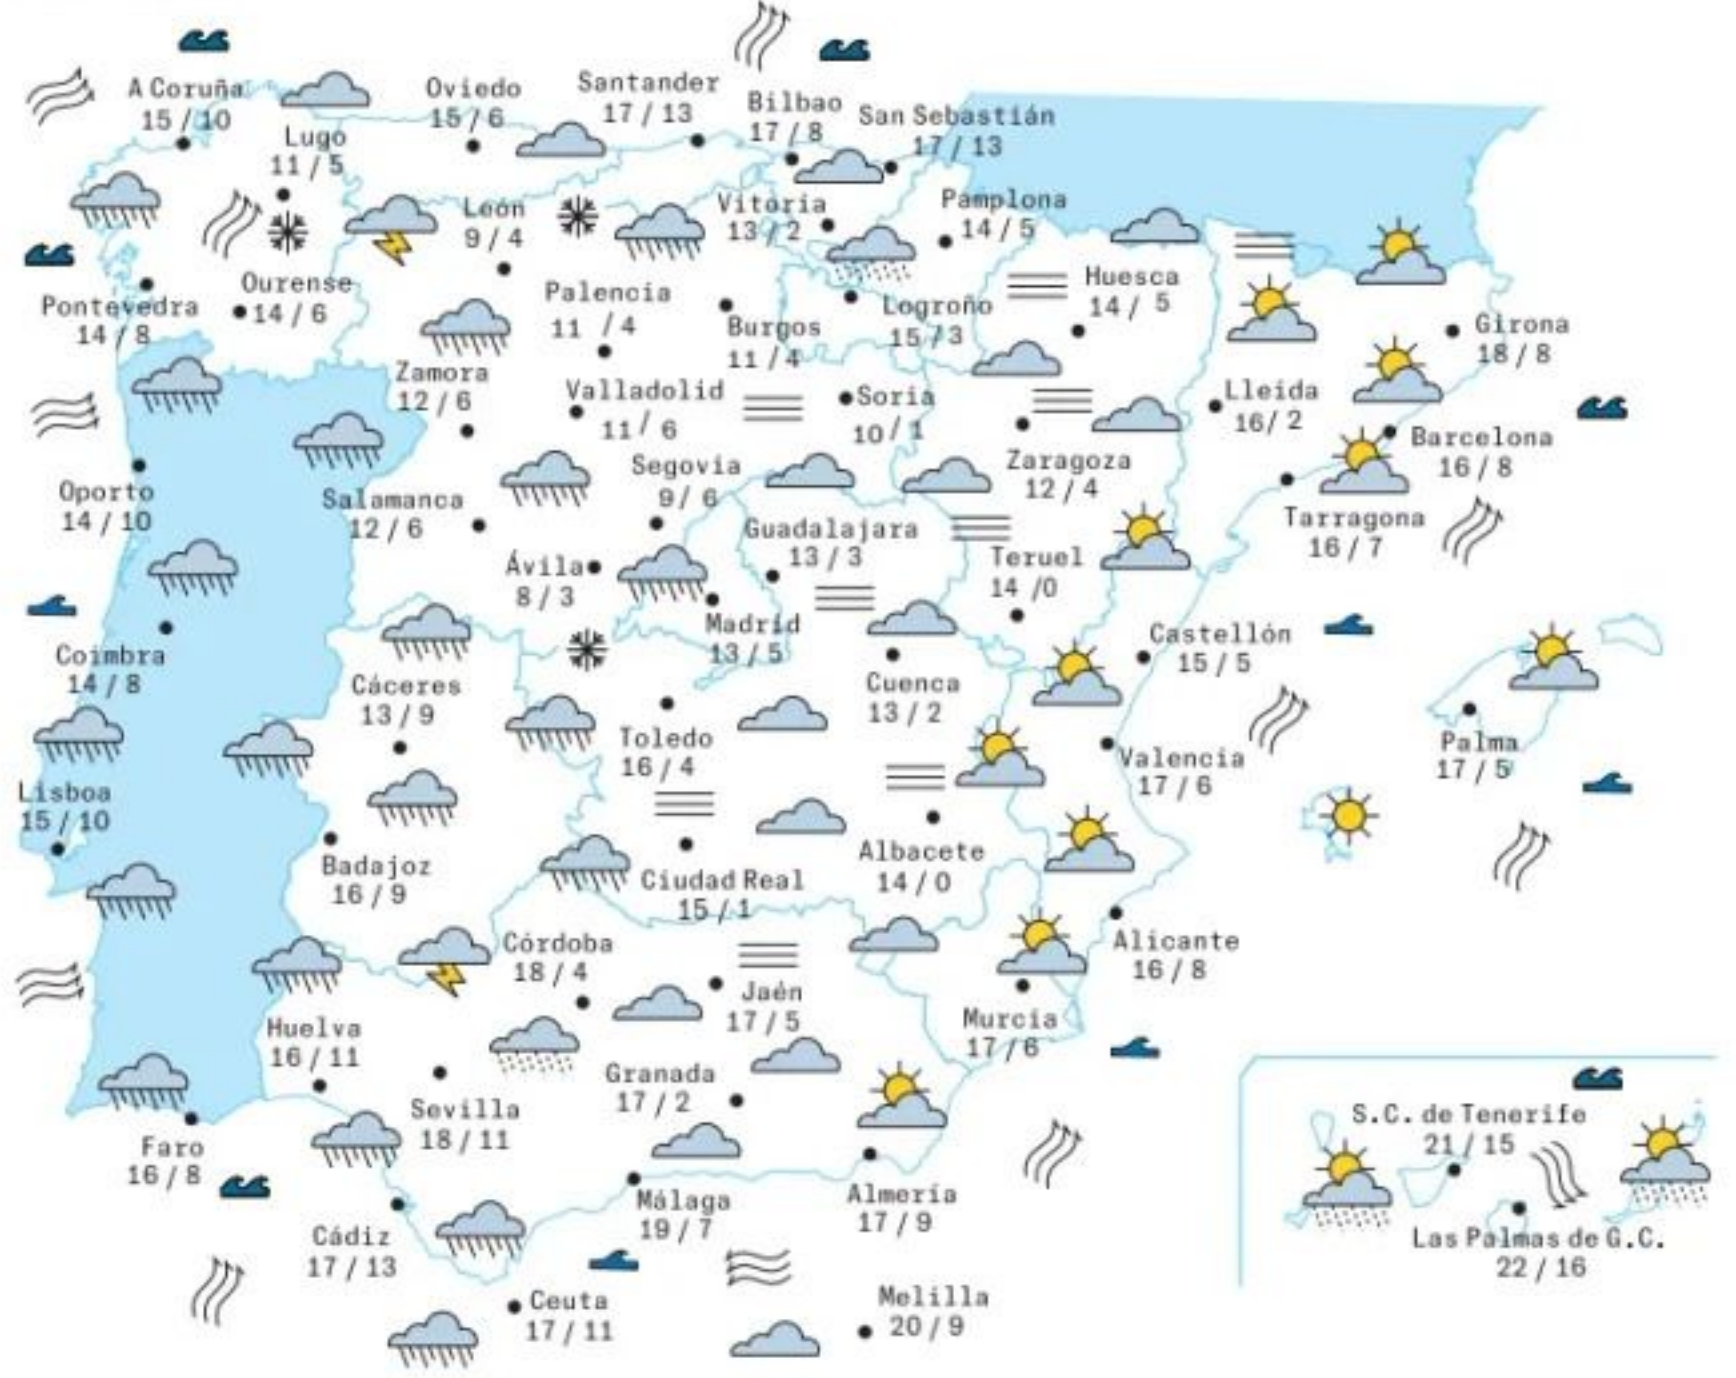 A Coruña
15 / 10
Oviedo
15 / 6
Santander
17 / 13
Bilbao
17 / 8
San Sebastián
17 / 13
Lugo
11 / 5
León
9 / 4
Vitoria
13 / 2
Pamplona
14 / 5
Pontevedra
14 / 8
Ourense
14 / 6
Palencia
11 / 4
Burgos
11 / 4
Logroño
15 / 3
Huesca
14 / 5
Girona
18 / 8
Zamora
12 / 6
Valladolid
11 / 6
Soria
10 / 1
Lleida
16 / 2
Barcelona
16 / 8
Oporto
14 / 10
Salamanca
12 / 6
Segovia
9 / 6
Zaragoza
12 / 4
Tarragona
16 / 7
Guadalajara
13 / 3
Ávila
8 / 3
Teruel
14 /0
Madrid
13 / 5
Castellón
15 / 5
Coimbra
14 / 8
Cáceres
13 / 9
Cuenca
13 / 2
Toledo
16 / 4
Valencia
17 / 6
Palma
17 / 5
Lisboa
15 / 10
Badajoz
16 / 9
Ciudad Real
15 / 1
Albacete
14 / 0
Alicante
16 / 8
Córdoba
18 / 4
Jaén
17 / 5
Murcia
17 / 6
Huelva
16 / 11
Sevilla
18 / 11
Granada
17 / 2
Faro
16 / 8
Málaga
19 / 7
Almería
17 / 9
Cádiz
17 / 13
Ceuta
17 / 11
Melilla
20 / 9
S.C. de Tenerife
21 / 15
Las Palmas de G.C.
22 / 16